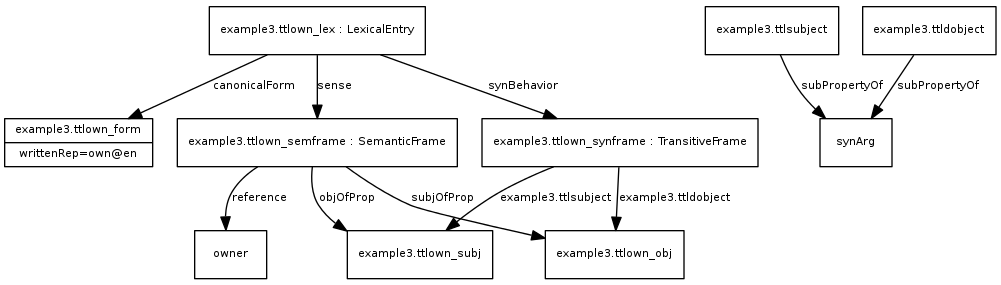 example3.ttlown_lex : LexicalEntry
example3.ttlsubject
example3.ttldobject
canonicalForm
sense
synBehavior
subPropertyOf
subPropertyOf
example3.ttlown_form
writtenRep=own@en
example3.ttlown_semframe : SemanticFrame
example3.ttlown_synframe : TransitiveFrame
synArg
reference
objOfProp
subjOfProp
example3.ttlsubject
example3.ttldobject
owner
example3.ttlown_subj
example3.ttlown_obj